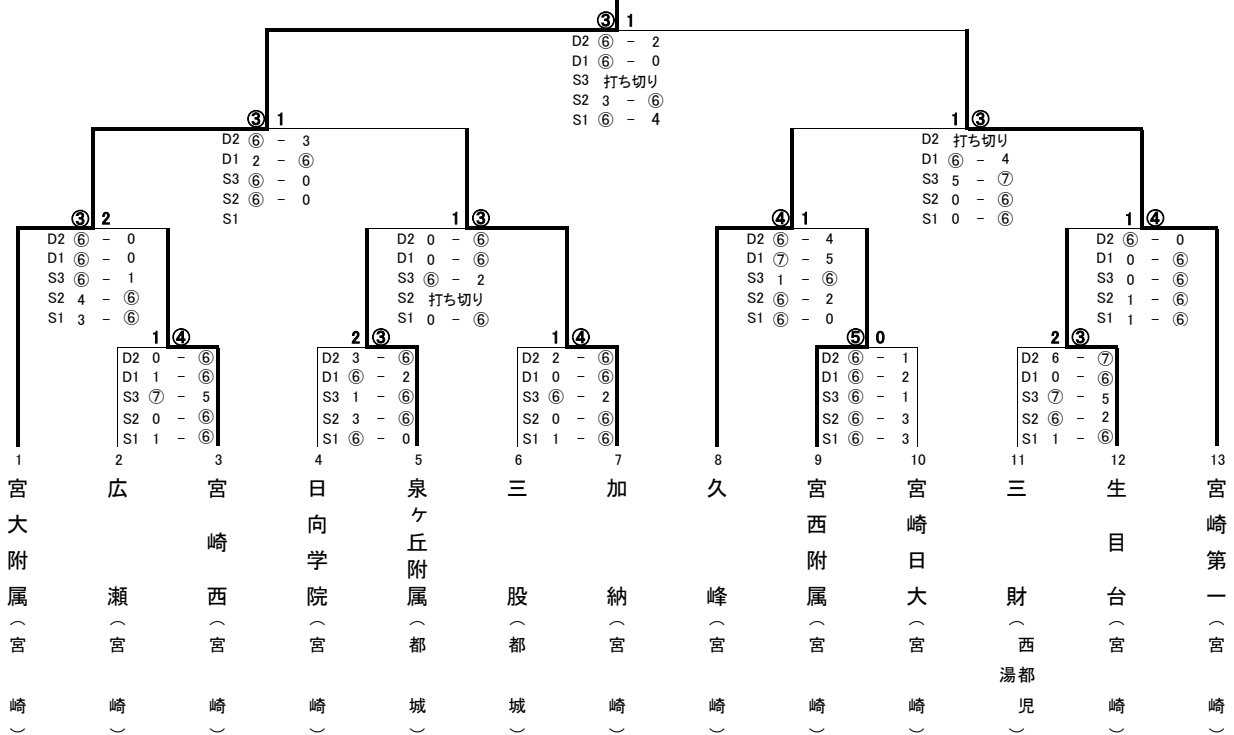 ③ 1
D2 ⑥ - 2
D1 ⑥ - 0
S3 打ち切り
S2 3 - ⑥
S1 ⑥ - 4
③ 1
D2 ⑥ - 3
D1 2 - ⑥
S3 ⑥ - 0
S2 ⑥ - 0
S1
1 ③
D2 打ち切り
D1 ⑥ - 4
S3 5 - ⑦
S2 0 - ⑥
S1 0 - ⑥
③ 2
D2 ⑥ - 0
D1 ⑥ - 0
S3 ⑥ - 1
S2 4 - ⑥
S1 3 - ⑥
1 ③
D2 0 - ⑥
D1 0 - ⑥
S3 ⑥ - 2
S2 打ち切り
S1 0 - ⑥
④ 1
D2 ⑥ - 4
D1 ⑦ - 5
S3 1 - ⑥
S2 ⑥ - 2
S1 ⑥ - 0
1 ④
D2 ⑥ - 0
D1 0 - ⑥
S3 0 - ⑥
S2 1 - ⑥
S1 1 - ⑥
1 ④
D2 0 - ⑥
D1 1 - ⑥
S3 ⑦ - 5
S2 0 - ⑥
S1 1 - ⑥
2 ③
D2 3 - ⑥
D1 ⑥ - 2
S3 1 - ⑥
S2 3 - ⑥
S1 ⑥ - 0
1 ④
D2 2 - ⑥
D1 0 - ⑥
S3 ⑥ - 2
S2 0 - ⑥
S1 1 - ⑥
⑤ 0
D2 ⑥ - 1
D1 ⑥ - 2
S3 ⑥ - 1
S2 ⑥ - 3
S1 ⑥ - 3
2 ③
D2 6 - ⑦
D1 0 - ⑥
S3 ⑦ - 5
S2 ⑥ - 2
S1 1 - ⑥
1 宮大附属(宮崎)
2 広瀬(宮崎)
3 宮崎西(宮崎)
4 日向学院(宮崎)
5 泉ヶ丘附属(都城)
6 三股(都城)
7 加納(宮崎)
8 久峰(宮崎)
9 宮西附属(宮崎)
10 宮崎日大(宮崎)
11 三財(西都児湯)
12 生目台(宮崎)
13 宮崎第一(宮崎)